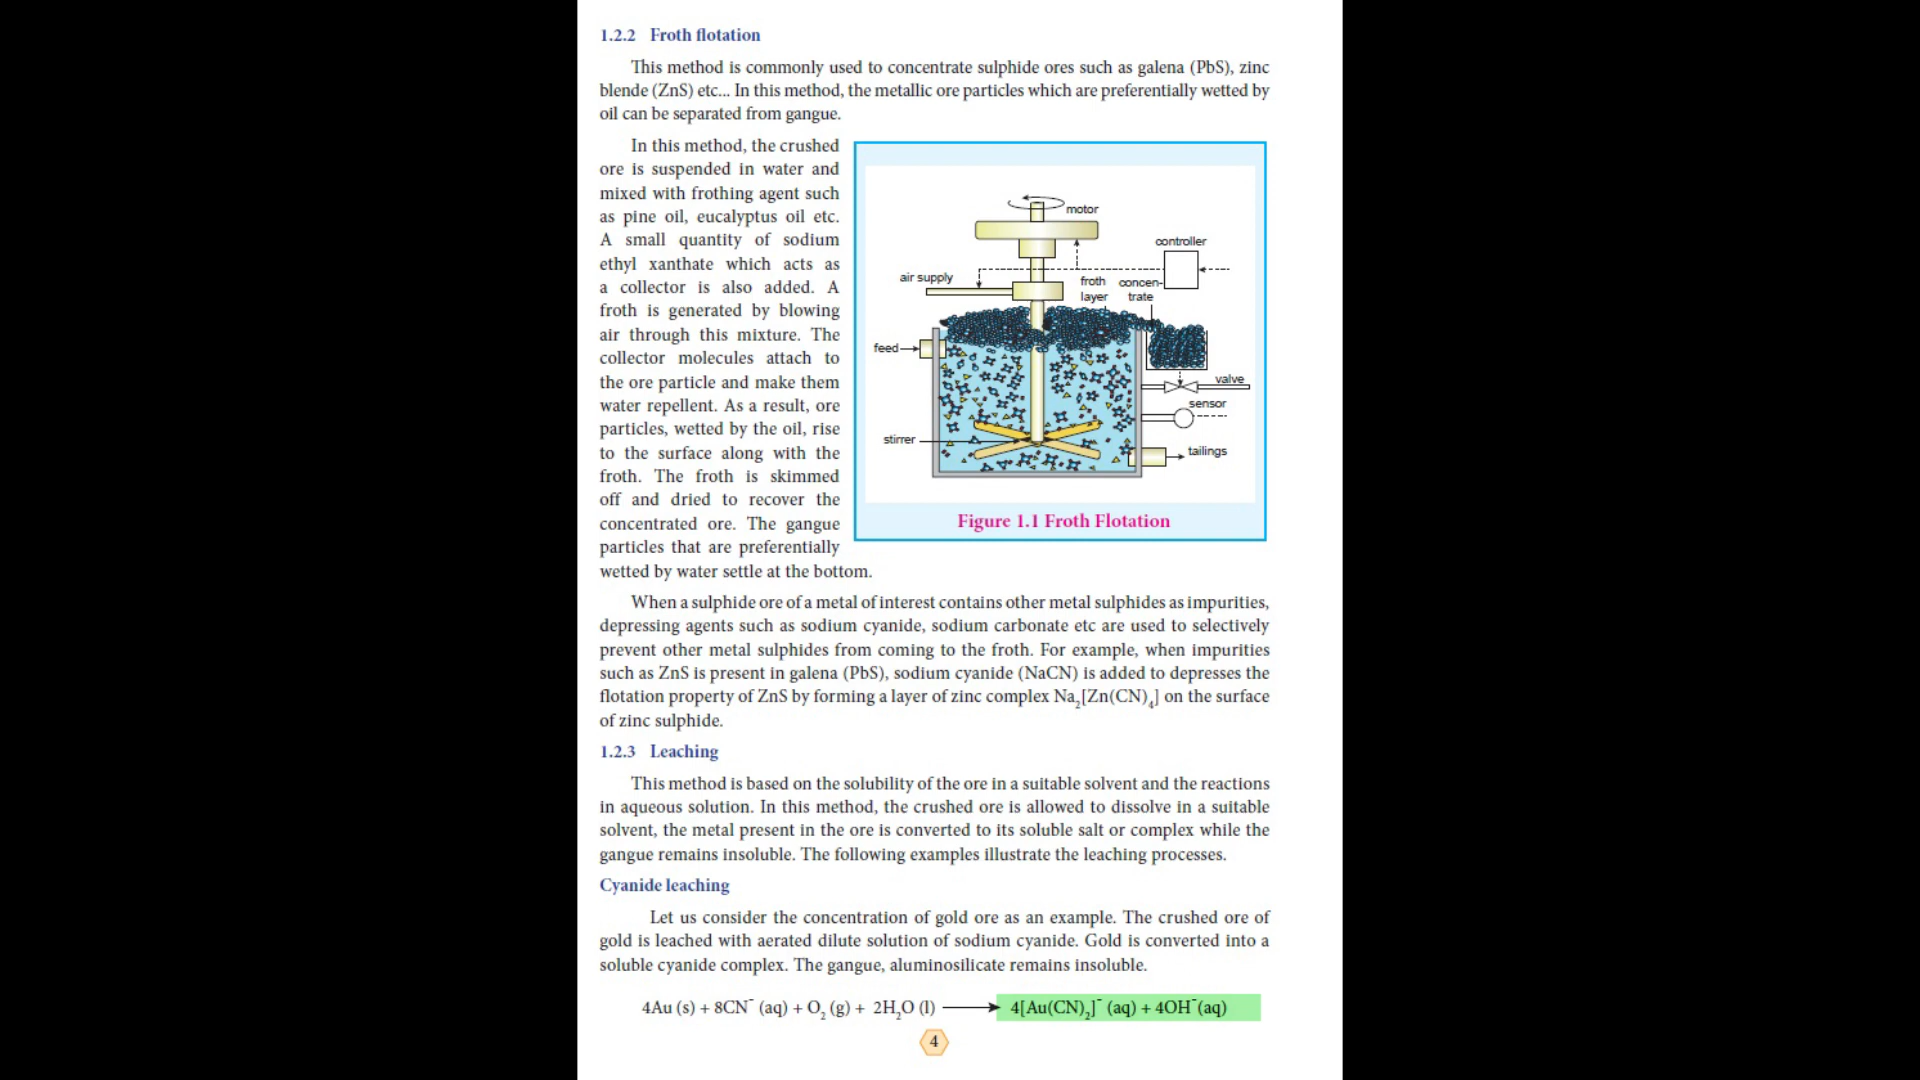 1.2.2 Froth flotation
This method is commonly used to concentrate sulphide ores such as galena (PbS), zinc
blende (ZnS) etc... In this method, the metallic ore particles which are preferentially wetted by
oil can be separated from gangue.
In this method, the crushed
ore is suspended in water and
mixed with frothing agent such
as pine oil, eucalyptus oil etc.
A small quantity of sodium
ethyl xanthate which acts as
a collector is also added. A
froth is generated by blowing
air through this mixture. The
collector molecules attach to
the ore particle and make them
water repellent. As a result, ore
particles, wetted by the oil, rise
to the surface along with the
froth. The froth is skimmed
off and dried to recover the
concentrated ore. The gangue
particles that are preferentially
wetted by water settle at the bottom.
motor
controller
air supply
froth
layer
concen-
trate
feed
valve
sensor
stirrer
tailings
Figure 1.1 Froth Flotation
When a sulphide ore of a metal of interest contains other metal sulphides as impurities,
depressing agents such as sodium cyanide, sodium carbonate etc are used to selectively
prevent other metal sulphides from coming to the froth. For example, when impurities
such as ZnS is present in galena (PbS), sodium cyanide (NaCN) is added to depresses the
flotation property of ZnS by forming a layer of zinc complex Na₂[Zn(CN)₄] on the surface
of zinc sulphide.
1.2.3 Leaching
This method is based on the solubility of the ore in a suitable solvent and the reactions
in aqueous solution. In this method, the crushed ore is allowed to dissolve in a suitable
solvent, the metal present in the ore is converted to its soluble salt or complex while the
gangue remains insoluble. The following examples illustrate the leaching processes.
Cyanide leaching
Let us consider the concentration of gold ore as an example. The crushed ore of
gold is leached with aerated dilute solution of sodium cyanide. Gold is converted into a
soluble cyanide complex. The gangue, aluminosilicate remains insoluble.
4Au (s) + 8CN⁻ (aq) + O₂ (g) + 2H₂O (l) ⟶ 4[Au(CN)₂]⁻ (aq) + 4OH⁻(aq)
4